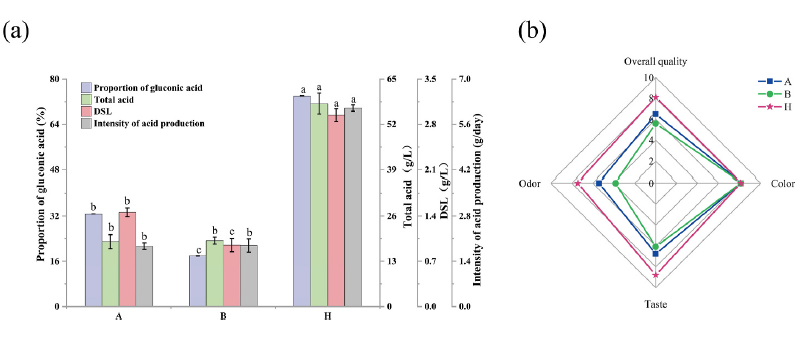 (a)
(b)
80
64
48
32
16
0
Proportion of gluconic acid (%)
Proportion of gluconic acid
Total acid
DSL
Intensity of acid production
b
b
b
b
c
b
c
b
a
a
a
a
A
B
H
65
52
39
26
13
0
Total acid (g/L)
3.5
2.8
2.1
1.4
0.7
0.0
DSL (g/L)
7.0
5.6
4.2
2.8
1.4
0.0
Intensity of acid production (g/day)
Overall quality
10
8
6
4
2
0
Odor
Color
Taste
A
B
H